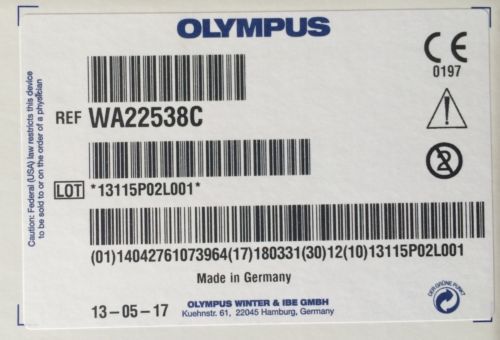 OLYMPUS
0197
REF WA22538C
LOT *13115P02L001*
(01)14042761073964(17)180331(30)12(10)13115P02L001
Made in Germany
13-05-17
OLYMPUS WINTER & IBE GMBH
Kuehnstr. 61, 22045 Hamburg, Germany
Caution: Federal (USA) law restricts this device
to be sold to or on the order of a physician
DER GRÜNE PUNKT
CE
2